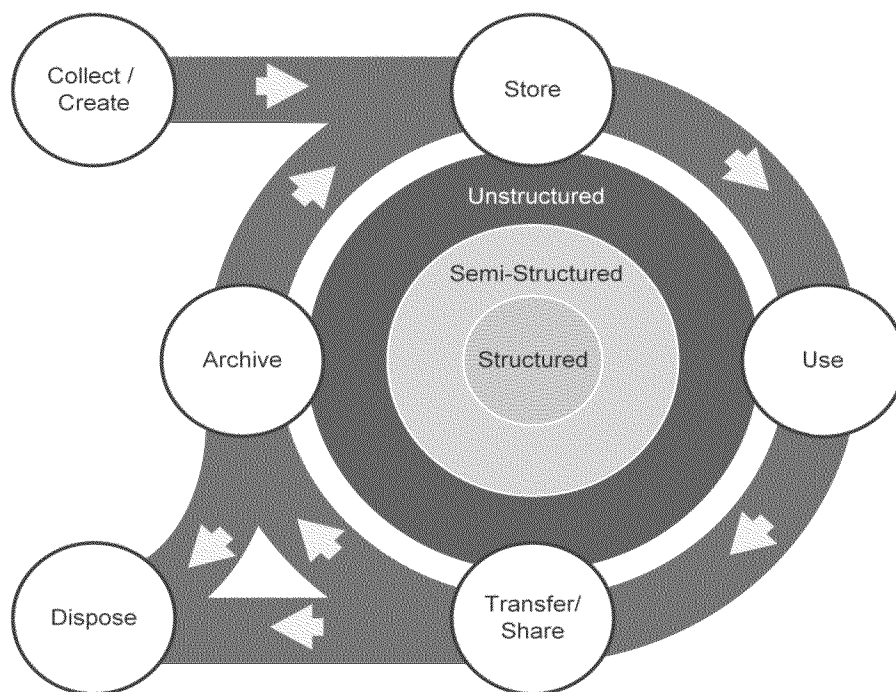 Collect /
Create
Store
Unstructured
Semi-Structured
Structured
Archive
Use
Dispose
Transfer/
Share